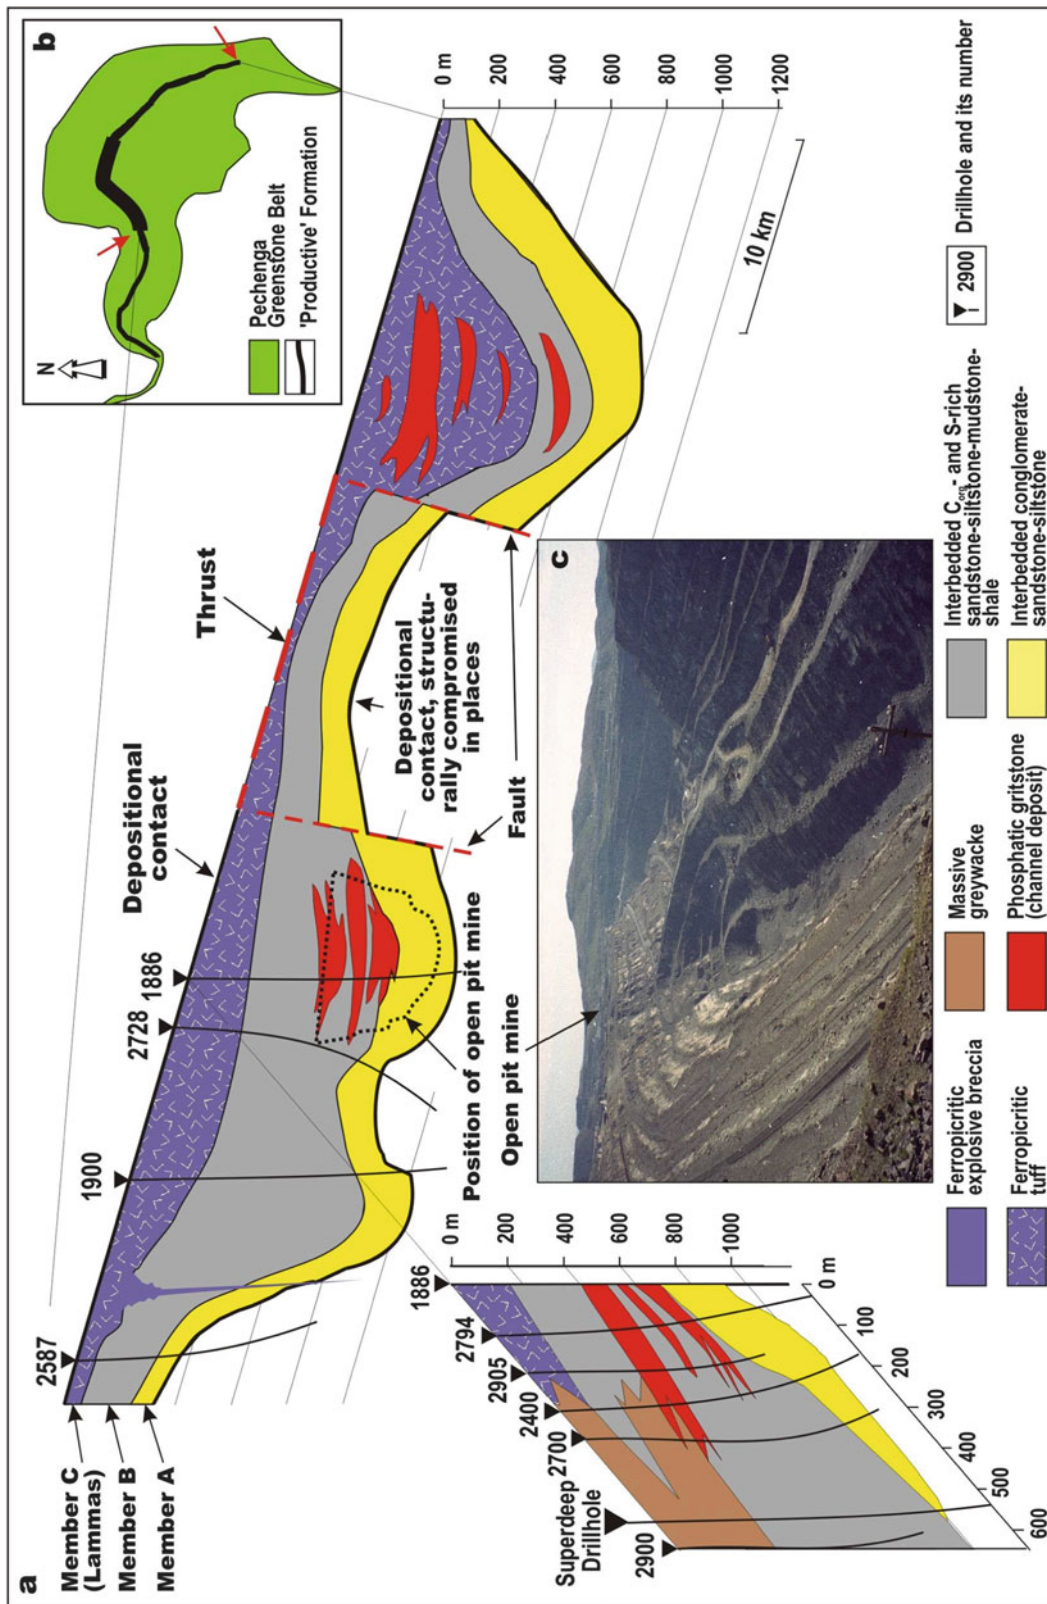 a
Member C
(Lammas)
Member B
Member A
2587
1900
2728
1886
Depositional
contact
Thrust
Depositional
contact, structu-
rally compromised
in places
Fault
Position of open pit mine
Open pit mine
0 m
200
400
600
800
1000
1200
10 km
b
N
Pechenga
Greenstone Belt
'Productive' Formation
c
Superdeep
Drillhole
2900
2700
2400
2905
2794
1886
0 m
200
400
600
800
1000
0 m
100
200
300
400
500
600
Ferropicritic
explosive breccia
Ferropicritic
tuff
Massive
greywacke
Phosphatic gritstone
(channel deposit)
Interbedded Corg- and S-rich
sandstone-siltstone-mudstone-
shale
Interbedded conglomerate-
sandstone-siltstone
2900
Drillhole and its number